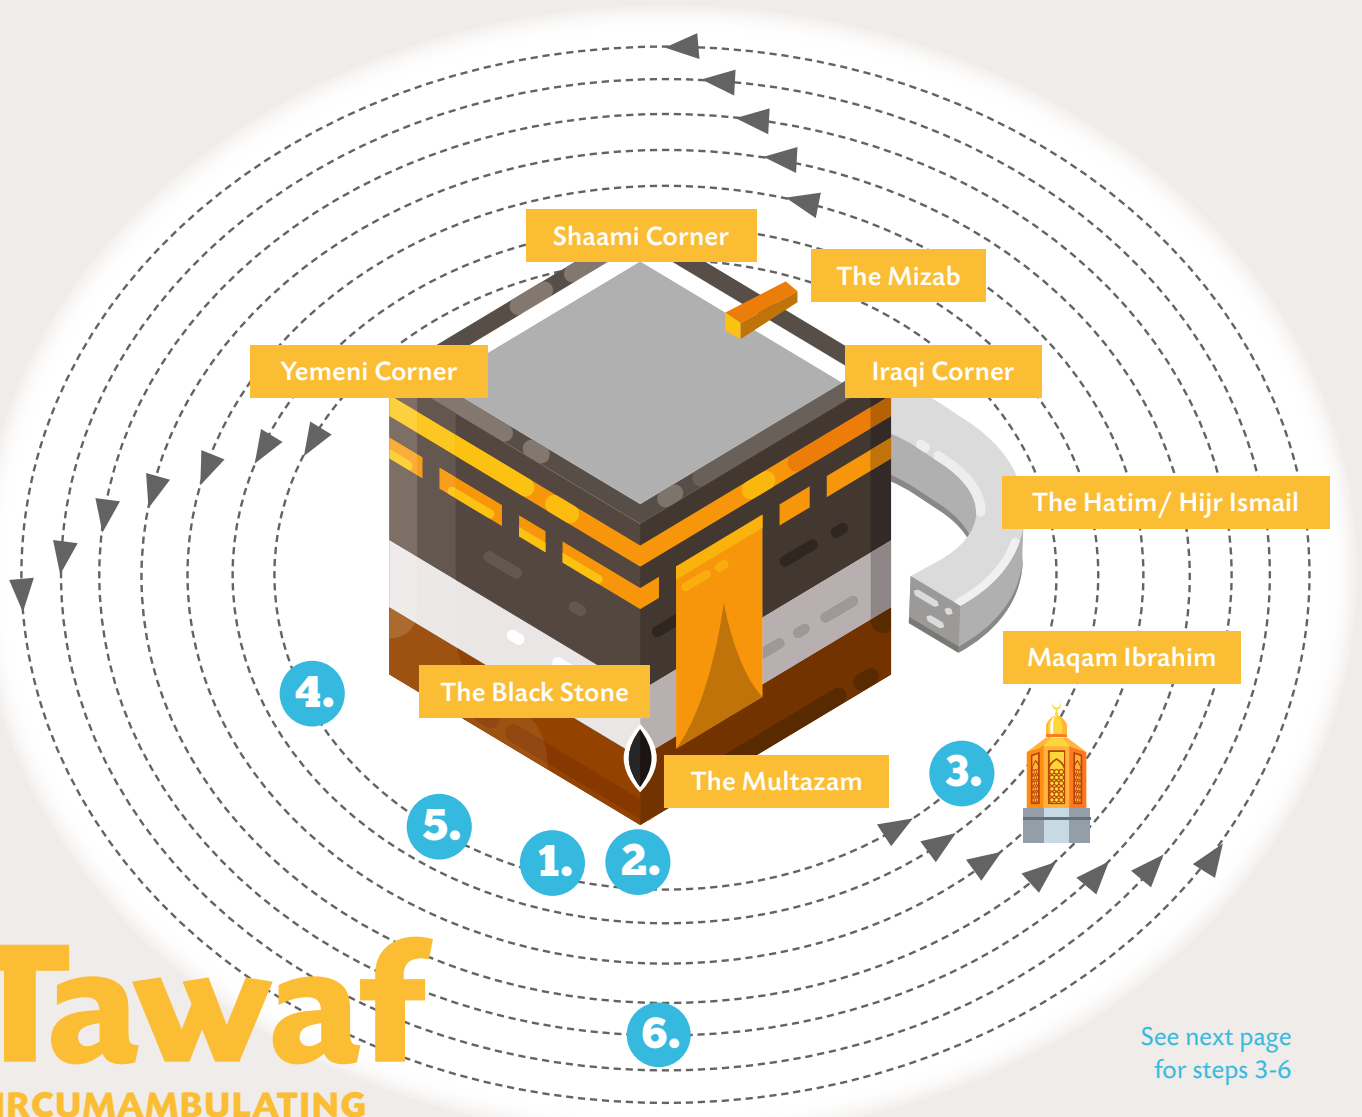 Shaami Corner
The Mizab
Yemeni Corner
Iraqi Corner
The Hatim/ Hijr Ismail
Maqam Ibrahim
The Black Stone
The Multazam
4.
3.
5.
1.
2.
6.
Tawaf
IRCUMAMBULATING
See next page
for steps 3-6